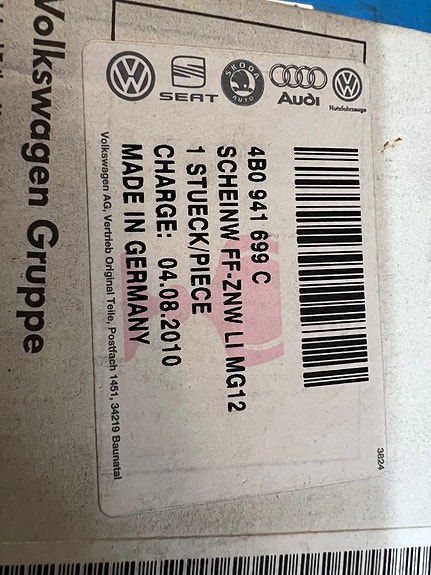 Volkswagen Gruppe
SEAT
SKODA
AUTO
Audi
Nutzfahrzeuge
4B0 941 699 C
SCHEINW FF-ZNW LI MG12
1 STUECK/PIECE
CHARGE: 04.08.2010
MADE IN GERMANY
Volkswagen AG, Vertrieb Original Teile, Postfach 1451, 34219 Baunatal
3824